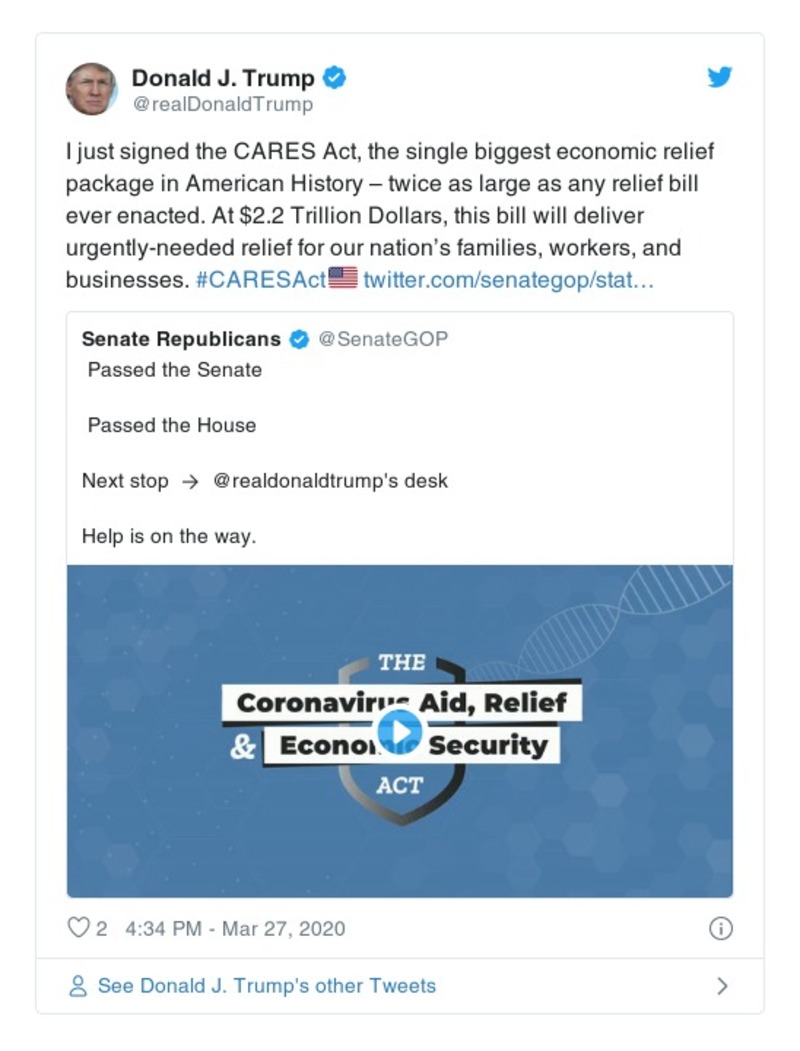 Donald J. Trump
@realDonaldTrump
I just signed the CARES Act, the single biggest economic relief
package in American History – twice as large as any relief bill
ever enacted. At $2.2 Trillion Dollars, this bill will deliver
urgently-needed relief for our nation’s families, workers, and
businesses. #CARESAct🇺🇸 twitter.com/senategop/stat…
Senate Republicans @SenateGOP
Passed the Senate
Passed the House
Next stop → @realdonaldtrump's desk
Help is on the way.
THE
Coronavirus Aid, Relief
& Economic Security
ACT
2 4:34 PM - Mar 27, 2020
See Donald J. Trump's other Tweets